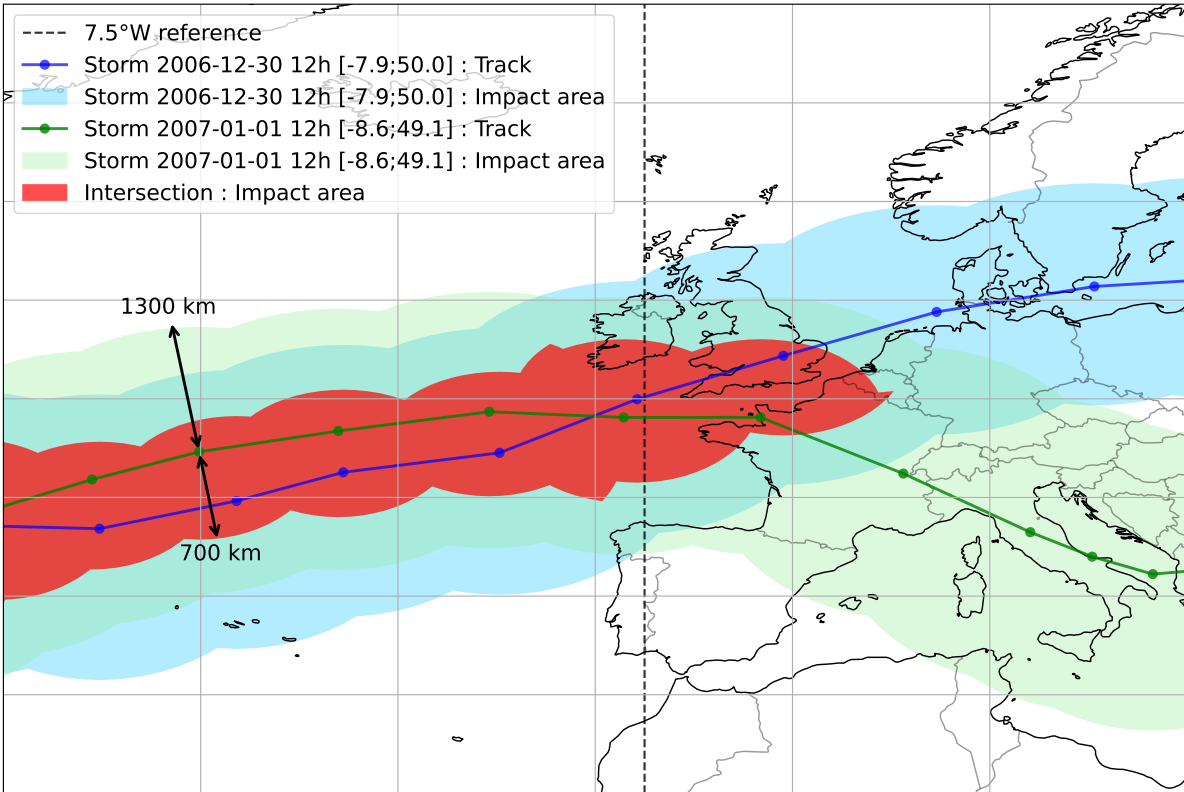 7.5°W reference
Storm 2006-12-30 12h [-7.9;50.0] : Track
Storm 2006-12-30 12h [-7.9;50.0] : Impact area
Storm 2007-01-01 12h [-8.6;49.1] : Track
Storm 2007-01-01 12h [-8.6;49.1] : Impact area
Intersection : Impact area
1300 km
700 km